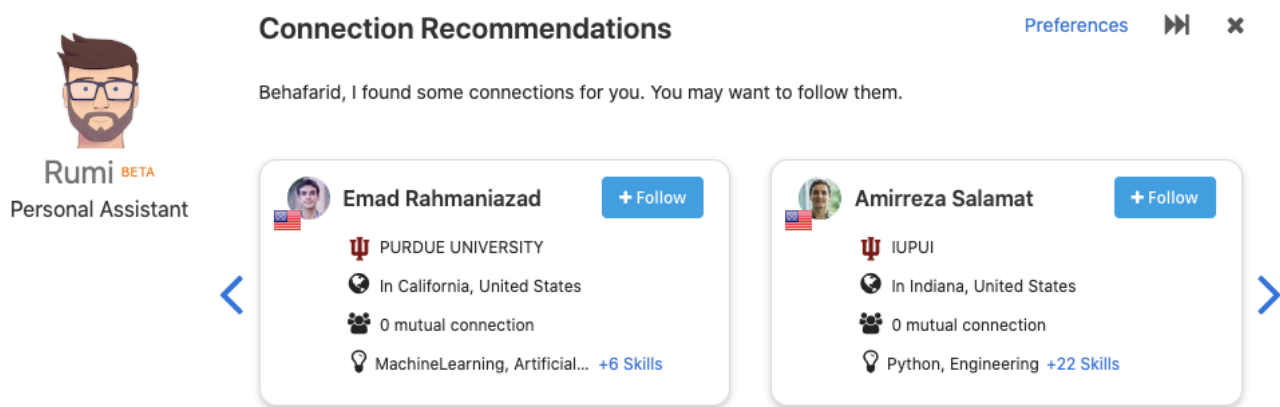 Connection Recommendations
Preferences
Behafarid, I found some connections for you. You may want to follow them.
Rumi BETA
Personal Assistant
Emad Rahmaniazad
+ Follow
PURDUE UNIVERSITY
In California, United States
0 mutual connection
MachineLearning, Artificial... +6 Skills
Amirreza Salamat
+ Follow
IUPUI
In Indiana, United States
0 mutual connection
Python, Engineering +22 Skills